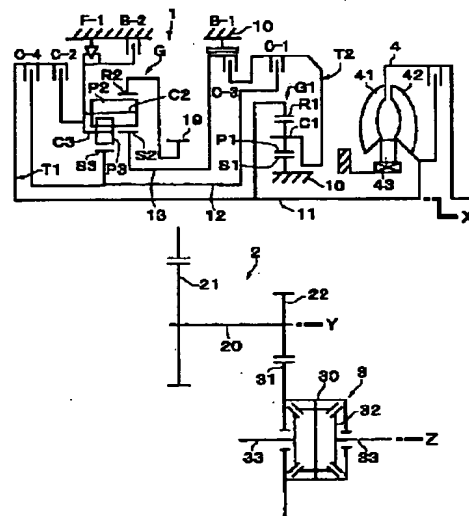 F-1 B-2 1 B-1 10
C-4 C-2 R2 G C-1 T2 4
P2 C2 19 C-3 G1 41 42
R1
C1
C3 P1
S3 P3 S2 S1 10 43
T1 13 12 11 X
2
21 22
20 Y
31 30 3
32
33 33 Z